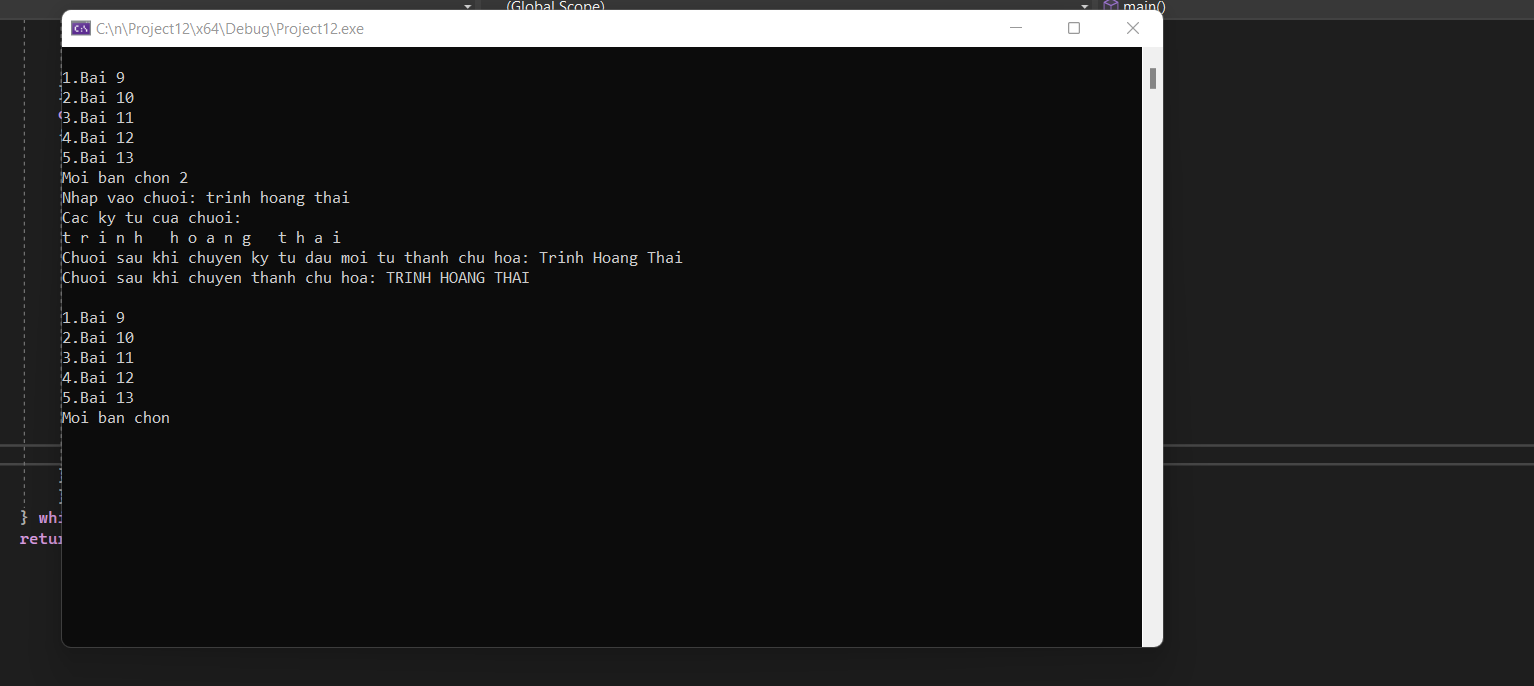 (Global Scope)
main()
C:\n\Project12\x64\Debug\Project12.exe
1.Bai 9
2.Bai 10
3.Bai 11
4.Bai 12
5.Bai 13
Moi ban chon 2
Nhap vao chuoi: trinh hoang thai
Cac ky tu cua chuoi:
t r i n h   h o a n g   t h a i
Chuoi sau khi chuyen ky tu dau moi tu thanh chu hoa: Trinh Hoang Thai
Chuoi sau khi chuyen thanh chu hoa: TRINH HOANG THAI
1.Bai 9
2.Bai 10
3.Bai 11
4.Bai 12
5.Bai 13
Moi ban chon
}